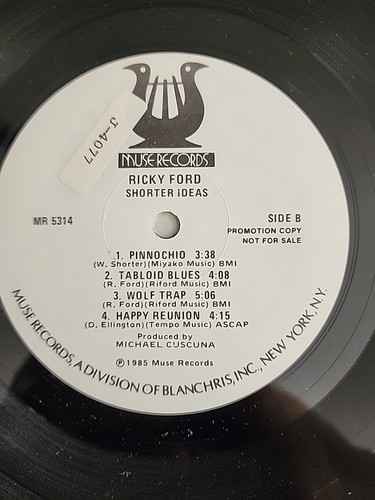 J-4077
MUSE RECORDS
RICKY FORD
SHORTER IDEAS
MR 5314
SIDE B
PROMOTION COPY
NOT FOR SALE
1. PINNOCHIO 3:38
(W. Shorter)(Miyako Music) BMI
2. TABLOID BLUES 4:08
(R. Ford)(Riford Music) BMI
3. WOLF TRAP 5:06
(R. Ford)(Riford Music) BMI
4. HAPPY REUNION 4:15
(D. Ellington)(Tempo Music) ASCAP
Produced by
MICHAEL CUSCUNA
℗ 1985 Muse Records
MUSE RECORDS, A DIVISION OF BLANCHRIS, INC., NEW YORK, N.Y.